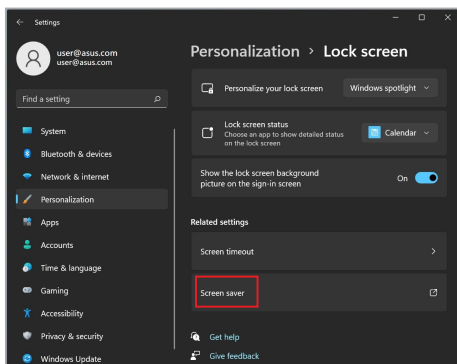 Settings
user@asus.com
user@asus.com
Find a setting
System
Bluetooth & devices
Network & internet
Personalization
Apps
Accounts
Time & language
Gaming
Accessibility
Privacy & security
Windows Update
Personalization > Lock screen
Personalize your lock screen
Windows spotlight
Lock screen status
Choose an app to show detailed status
on the lock screen
Calendar
Show the lock screen background
picture on the sign-in screen
On
Related settings
Screen timeout
Screen saver
Get help
Give feedback